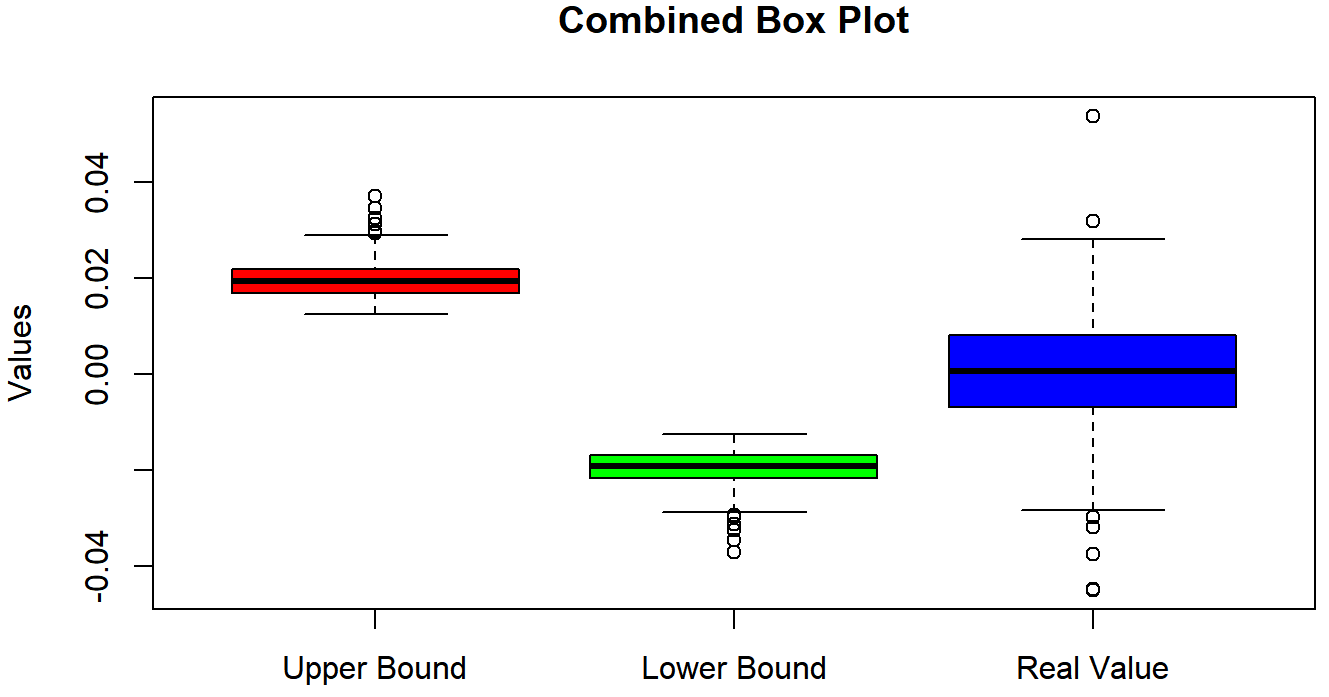 Combined Box Plot
Values
0.04
0.02
0.00
-0.04
Upper Bound
Lower Bound
Real Value